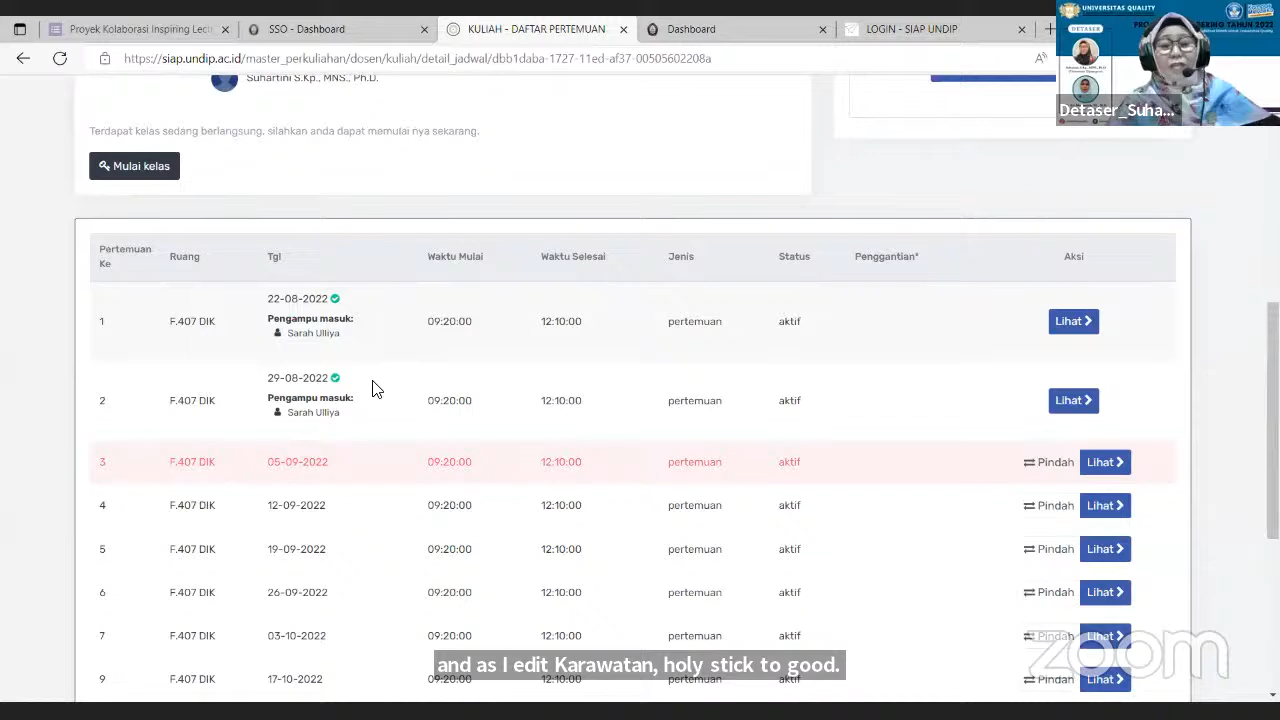 Proyek Kolaborasi Inspiring Lectu
SSO - Dashboard
KULIAH - DAFTAR PERTEMUAN
Dashboard
LOGIN - SIAP UNDIP
https://siap.undip.ac.id/master_perkuliahan/dosen/kuliah/detail_jadwal/dbb1daba-1727-11ed-af37-00505602208a
UNIVERSITAS QUALITY
DETASER
Detaser_Suha...
Suhartini S.Kp., MNS., Ph.D.
Terdapat kelas sedang berlangsung, silahkan anda dapat memulai nya sekarang.
Mulai kelas
Pertemuan Ke Ruang Tgl Waktu Mulai Waktu Selesai Jenis Status Penggantian* Aksi
22-08-2022
Pengampu masuk:
1 F.407 DIK Sarah Ulliya 09:20:00 12:10:00 pertemuan aktif Lihat
29-08-2022
Pengampu masuk:
2 F.407 DIK Sarah Ulliya 09:20:00 12:10:00 pertemuan aktif Lihat
3 F.407 DIK 05-09-2022 09:20:00 12:10:00 pertemuan aktif Pindah Lihat
4 F.407 DIK 12-09-2022 09:20:00 12:10:00 pertemuan aktif Pindah Lihat
5 F.407 DIK 19-09-2022 09:20:00 12:10:00 pertemuan aktif Pindah Lihat
6 F.407 DIK 26-09-2022 09:20:00 12:10:00 pertemuan aktif Pindah Lihat
7 F.407 DIK 03-10-2022 09:20:00 12:10:00 pertemuan aktif Pindah Lihat
9 F.407 DIK 17-10-2022 09:20:00 12:10:00 pertemuan aktif Pindah Lihat
and as I edit Karawatan, holy stick to good.
zoom